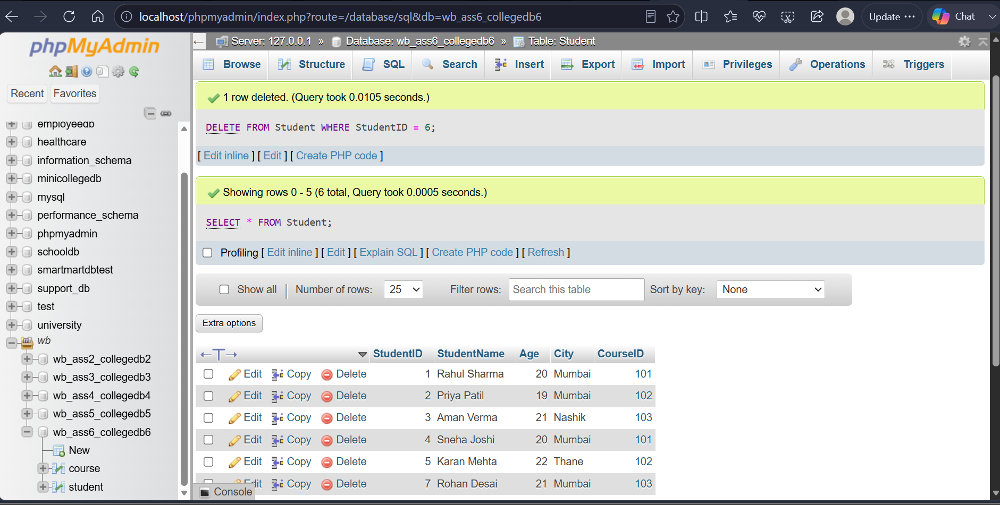 localhost/phpmyadmin/index.php?route=/database/sql&db=wb_ass6_collegedb6
Update
Chat
phpMyAdmin
Recent
Favorites
employeedb
healthcare
information_schema
minicollegedb
mysql
performance_schema
phpmyadmin
schooldb
smartmartdbtest
support_db
test
university
wb
wb_ass2_collegedb2
wb_ass3_collegedb3
wb_ass4_collegedb4
wb_ass5_collegedb5
wb_ass6_collegedb6
New
course
student
Server: 127.0.0.1 » Database: wb_ass6_collegedb6 » Table: Student
Browse Structure SQL Search Insert Export Import Privileges Operations Triggers
1 row deleted. (Query took 0.0105 seconds.)
DELETE FROM Student WHERE StudentID = 6;
[ Edit inline ] [ Edit ] [ Create PHP code ]
Showing rows 0 - 5 (6 total, Query took 0.0005 seconds.)
SELECT * FROM Student;
Profiling [ Edit inline ] [ Edit ] [ Explain SQL ] [ Create PHP code ] [ Refresh ]
Show all Number of rows: 25 Filter rows: Search this table Sort by key: None
Extra options
StudentID StudentName Age City CourseID
Edit Copy Delete 1 Rahul Sharma 20 Mumbai 101
Edit Copy Delete 2 Priya Patil 19 Mumbai 102
Edit Copy Delete 3 Aman Verma 21 Nashik 103
Edit Copy Delete 4 Sneha Joshi 20 Mumbai 101
Edit Copy Delete 5 Karan Mehta 22 Thane 102
Edit Copy Delete 7 Rohan Desai 21 Mumbai 103
Console